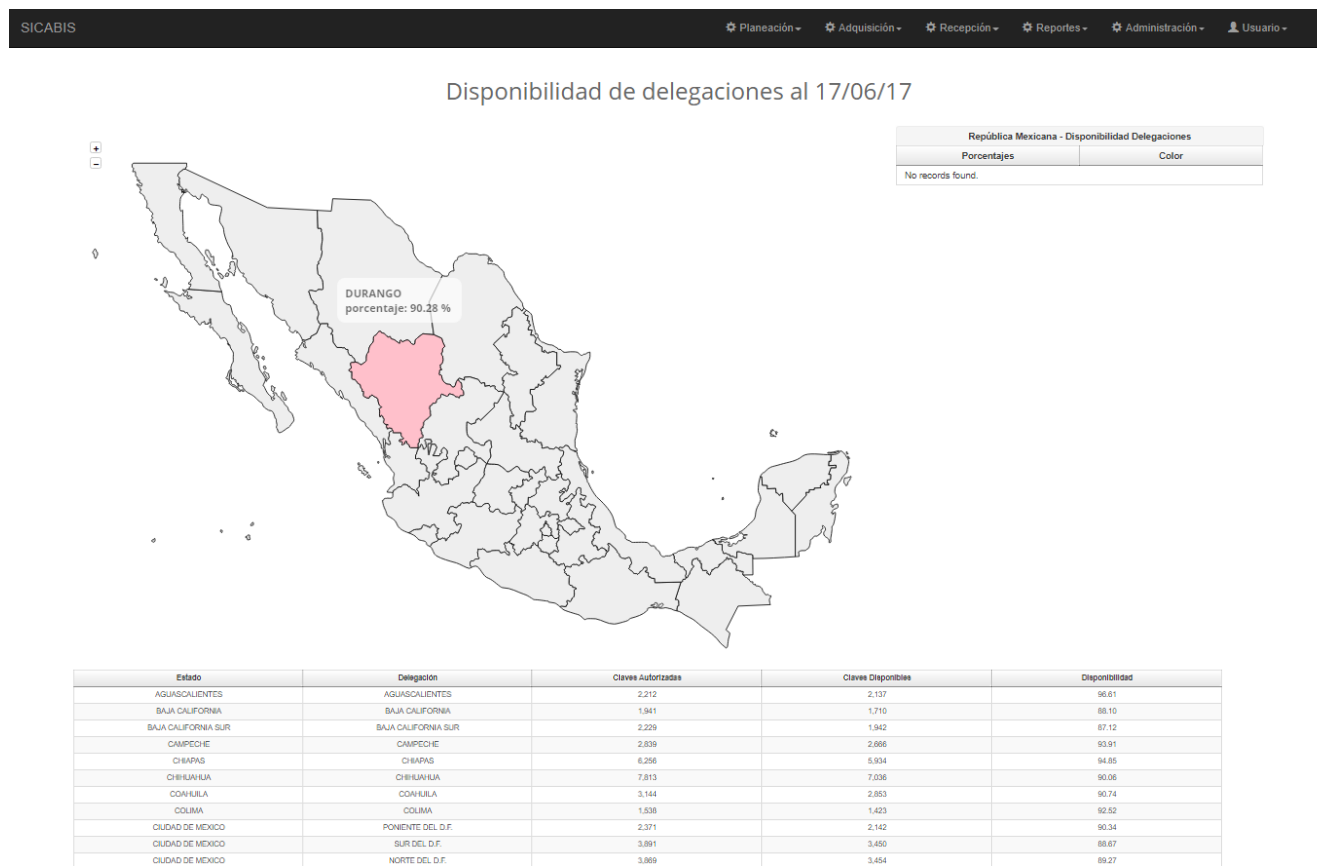 SICABIS Planeación Adquisición Recepción Reportes Administración Usuario
Disponibilidad de delegaciones al 17/06/17
+
−
República Mexicana - Disponibilidad Delegaciones
Porcentajes Color
No records found.
DURANGO
porcentaje: 90.28 %
Estado Delegación Claves Autorizadas Claves Disponibles Disponibilidad
AGUASCALIENTES AGUASCALIENTES 2,212 2,137 96.61
BAJA CALIFORNIA BAJA CALIFORNIA 1,941 1,710 88.10
BAJA CALIFORNIA SUR BAJA CALIFORNIA SUR 2,229 1,942 87.12
CAMPECHE CAMPECHE 2,839 2,666 93.91
CHIAPAS CHIAPAS 6,256 5,934 94.85
CHIHUAHUA CHIHUAHUA 7,813 7,036 90.06
COAHUILA COAHUILA 3,144 2,853 90.74
COLIMA COLIMA 1,538 1,423 92.52
CIUDAD DE MEXICO PONIENTE DEL D.F. 2,371 2,142 90.34
CIUDAD DE MEXICO SUR DEL D.F. 3,891 3,450 88.67
CIUDAD DE MEXICO NORTE DEL D.F. 3,869 3,454 89.27